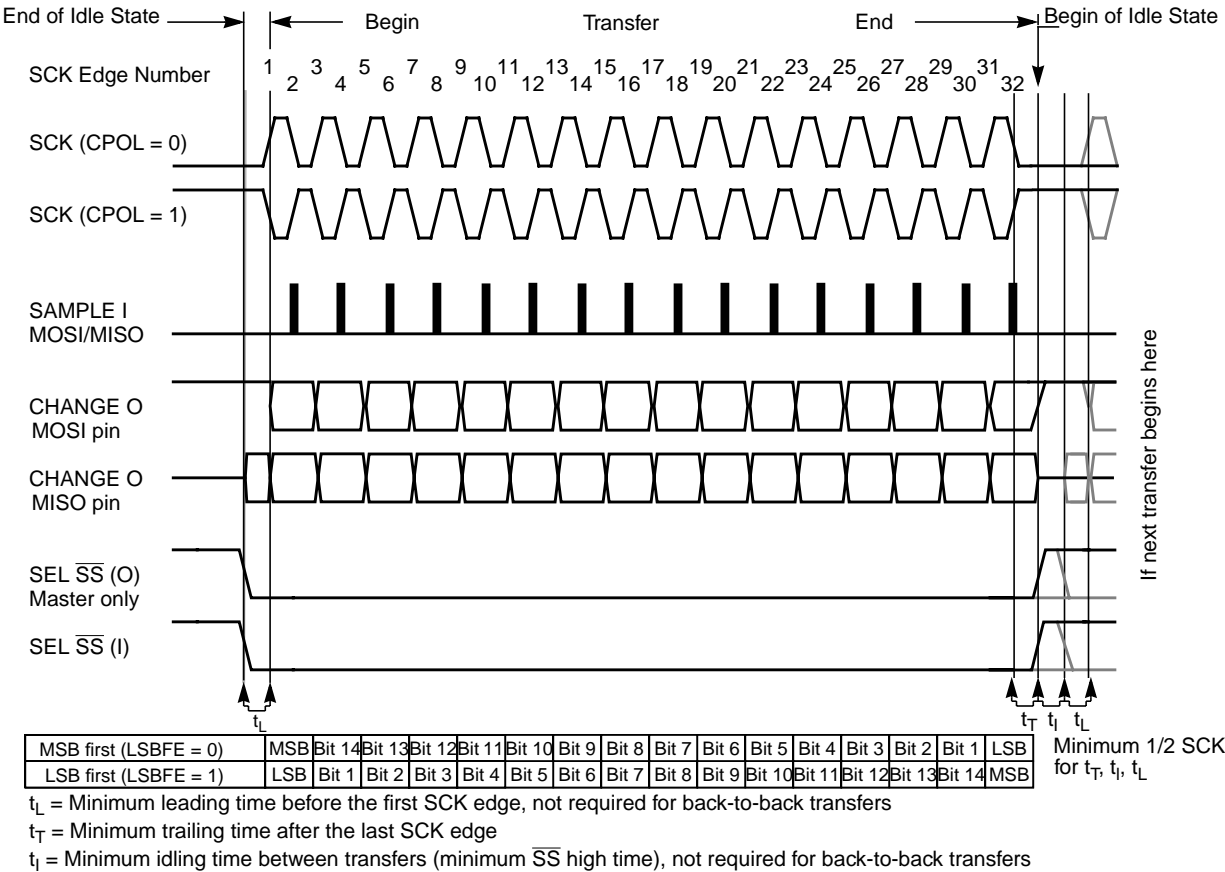 End of Idle State
Begin
Transfer
End
Begin of Idle State
SCK Edge Number
1 2 3 4 5 6 7 8 9 10 11 12 13 14 15 16 17 18 19 20 21 22 23 24 25 26 27 28 29 30 31 32
SCK (CPOL = 0)
SCK (CPOL = 1)
SAMPLE I
MOSI/MISO
CHANGE O
MOSI pin
CHANGE O
MISO pin
SEL S̅S̅ (O)
Master only
SEL S̅S̅ (I)
If next transfer begins here
tL
tT tI tL
MSB first (LSBFE = 0) MSB Bit 14 Bit 13 Bit 12 Bit 11 Bit 10 Bit 9 Bit 8 Bit 7 Bit 6 Bit 5 Bit 4 Bit 3 Bit 2 Bit 1 LSB
LSB first (LSBFE = 1) LSB Bit 1 Bit 2 Bit 3 Bit 4 Bit 5 Bit 6 Bit 7 Bit 8 Bit 9 Bit 10 Bit 11 Bit 12 Bit 13 Bit 14 MSB
Minimum 1/2 SCK
for tT, tI, tL
tL = Minimum leading time before the first SCK edge, not required for back-to-back transfers
tT = Minimum trailing time after the last SCK edge
tI = Minimum idling time between transfers (minimum S̅S̅ high time), not required for back-to-back transfers